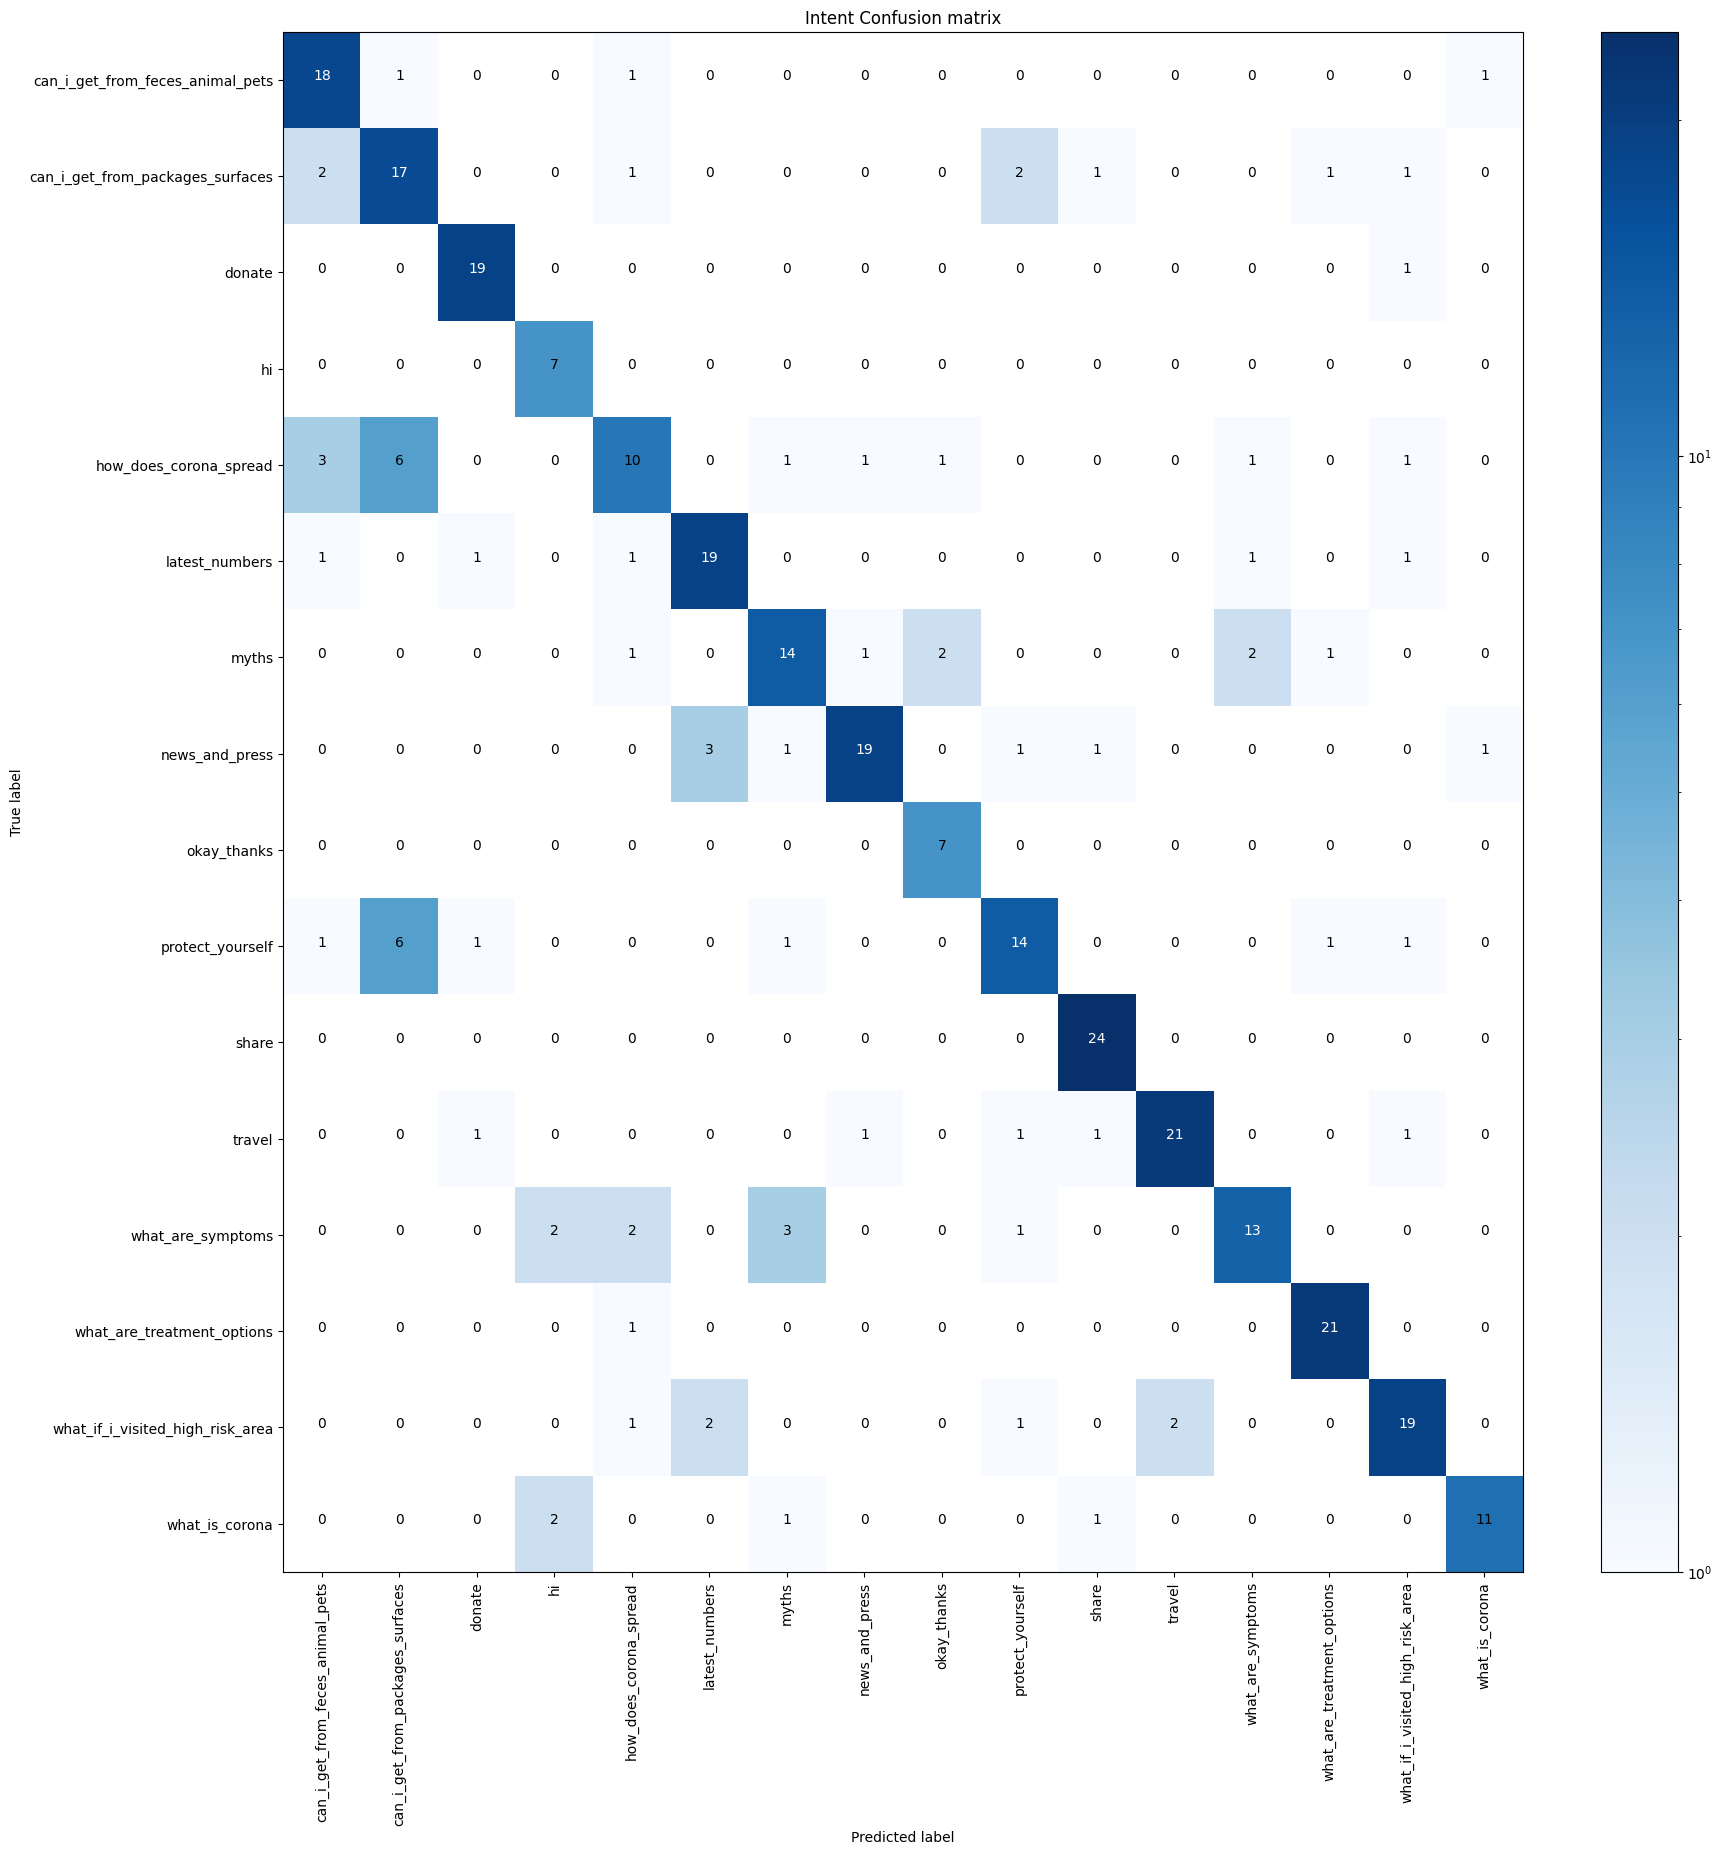 Intent Confusion matrix
True label
can_i_get_from_feces_animal_pets 18 1 0 0 1 0 0 0 0 0 0 0 0 0 0 1
can_i_get_from_packages_surfaces 2 17 0 0 1 0 0 0 0 2 1 0 0 1 1 0
donate 0 0 19 0 0 0 0 0 0 0 0 0 0 0 1 0
hi 0 0 0 7 0 0 0 0 0 0 0 0 0 0 0 0
how_does_corona_spread 3 6 0 0 10 0 1 1 1 0 0 0 1 0 1 0
latest_numbers 1 0 1 0 1 19 0 0 0 0 0 0 1 0 1 0
myths 0 0 0 0 1 0 14 1 2 0 0 0 2 1 0 0
news_and_press 0 0 0 0 0 3 1 19 0 1 1 0 0 0 0 1
okay_thanks 0 0 0 0 0 0 0 0 7 0 0 0 0 0 0 0
protect_yourself 1 6 1 0 0 0 1 0 0 14 0 0 0 1 1 0
share 0 0 0 0 0 0 0 0 0 0 24 0 0 0 0 0
travel 0 0 1 0 0 0 0 1 0 1 1 21 0 0 1 0
what_are_symptoms 0 0 0 2 2 0 3 0 0 1 0 0 13 0 0 0
what_are_treatment_options 0 0 0 0 1 0 0 0 0 0 0 0 0 21 0 0
what_if_i_visited_high_risk_area 0 0 0 0 1 2 0 0 0 1 0 2 0 0 19 0
what_is_corona 0 0 0 2 0 0 1 0 0 0 1 0 0 0 0 11
can_i_get_from_feces_animal_pets
can_i_get_from_packages_surfaces
donate
hi
how_does_corona_spread
latest_numbers
myths
news_and_press
okay_thanks
protect_yourself
share
travel
what_are_symptoms
what_are_treatment_options
what_if_i_visited_high_risk_area
what_is_corona
Predicted label
10¹
10⁰